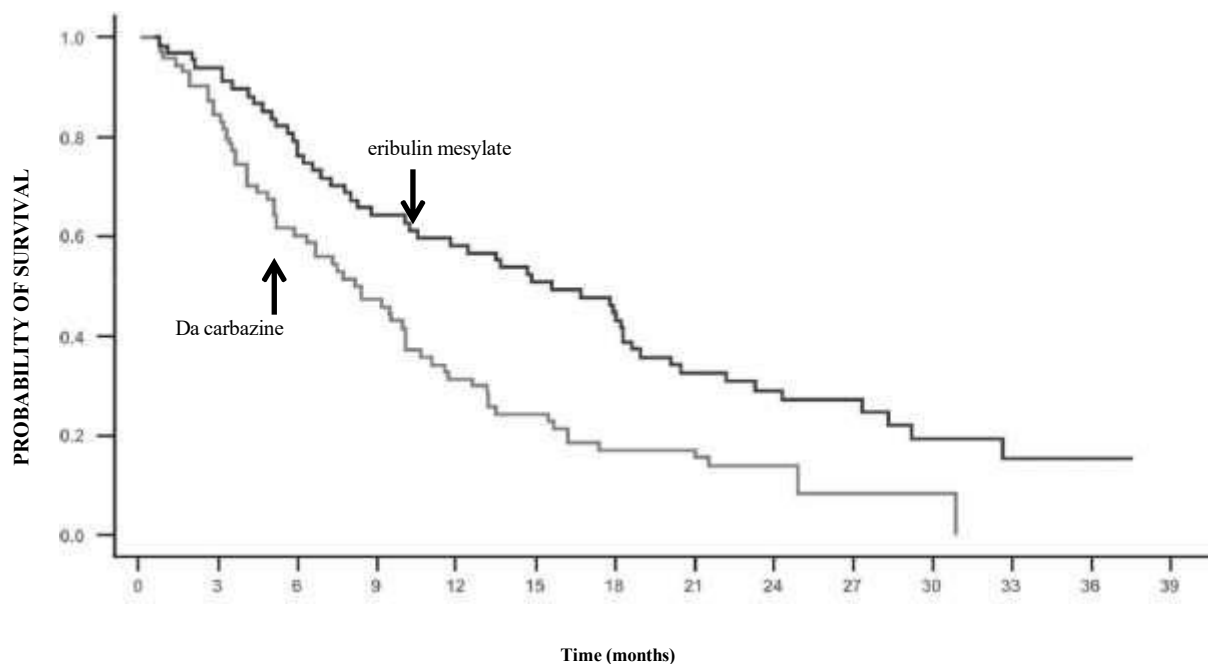 PROBABILITY OF SURVIVAL
1.0
0.8
0.6
0.4
0.2
0.0
eribulin mesylate
Da carbazine
0 3 6 9 12 15 18 21 24 27 30 33 36 39
Time (months)